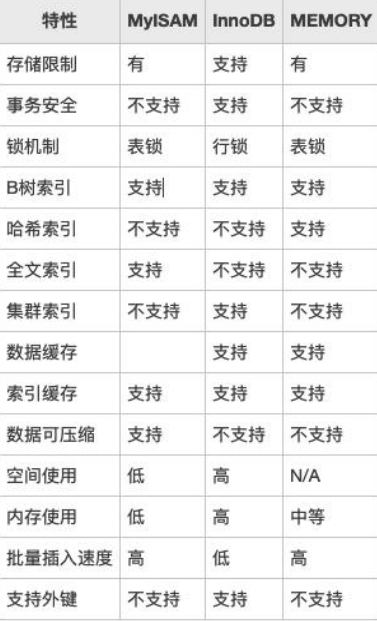 特性 MyISAM InnoDB MEMORY
存储限制 有 支持 有
事务安全 不支持 支持 不支持
锁机制 表锁 行锁 表锁
B树索引 支持 支持 支持
哈希索引 不支持 不支持 支持
全文索引 支持 不支持 不支持
集群索引 不支持 支持 不支持
数据缓存 支持 支持
索引缓存 支持 支持 支持
数据可压缩 支持 不支持 不支持
空间使用 低 高 N/A
内存使用 低 高 中等
批量插入速度 高 低 高
支持外键 不支持 支持 不支持